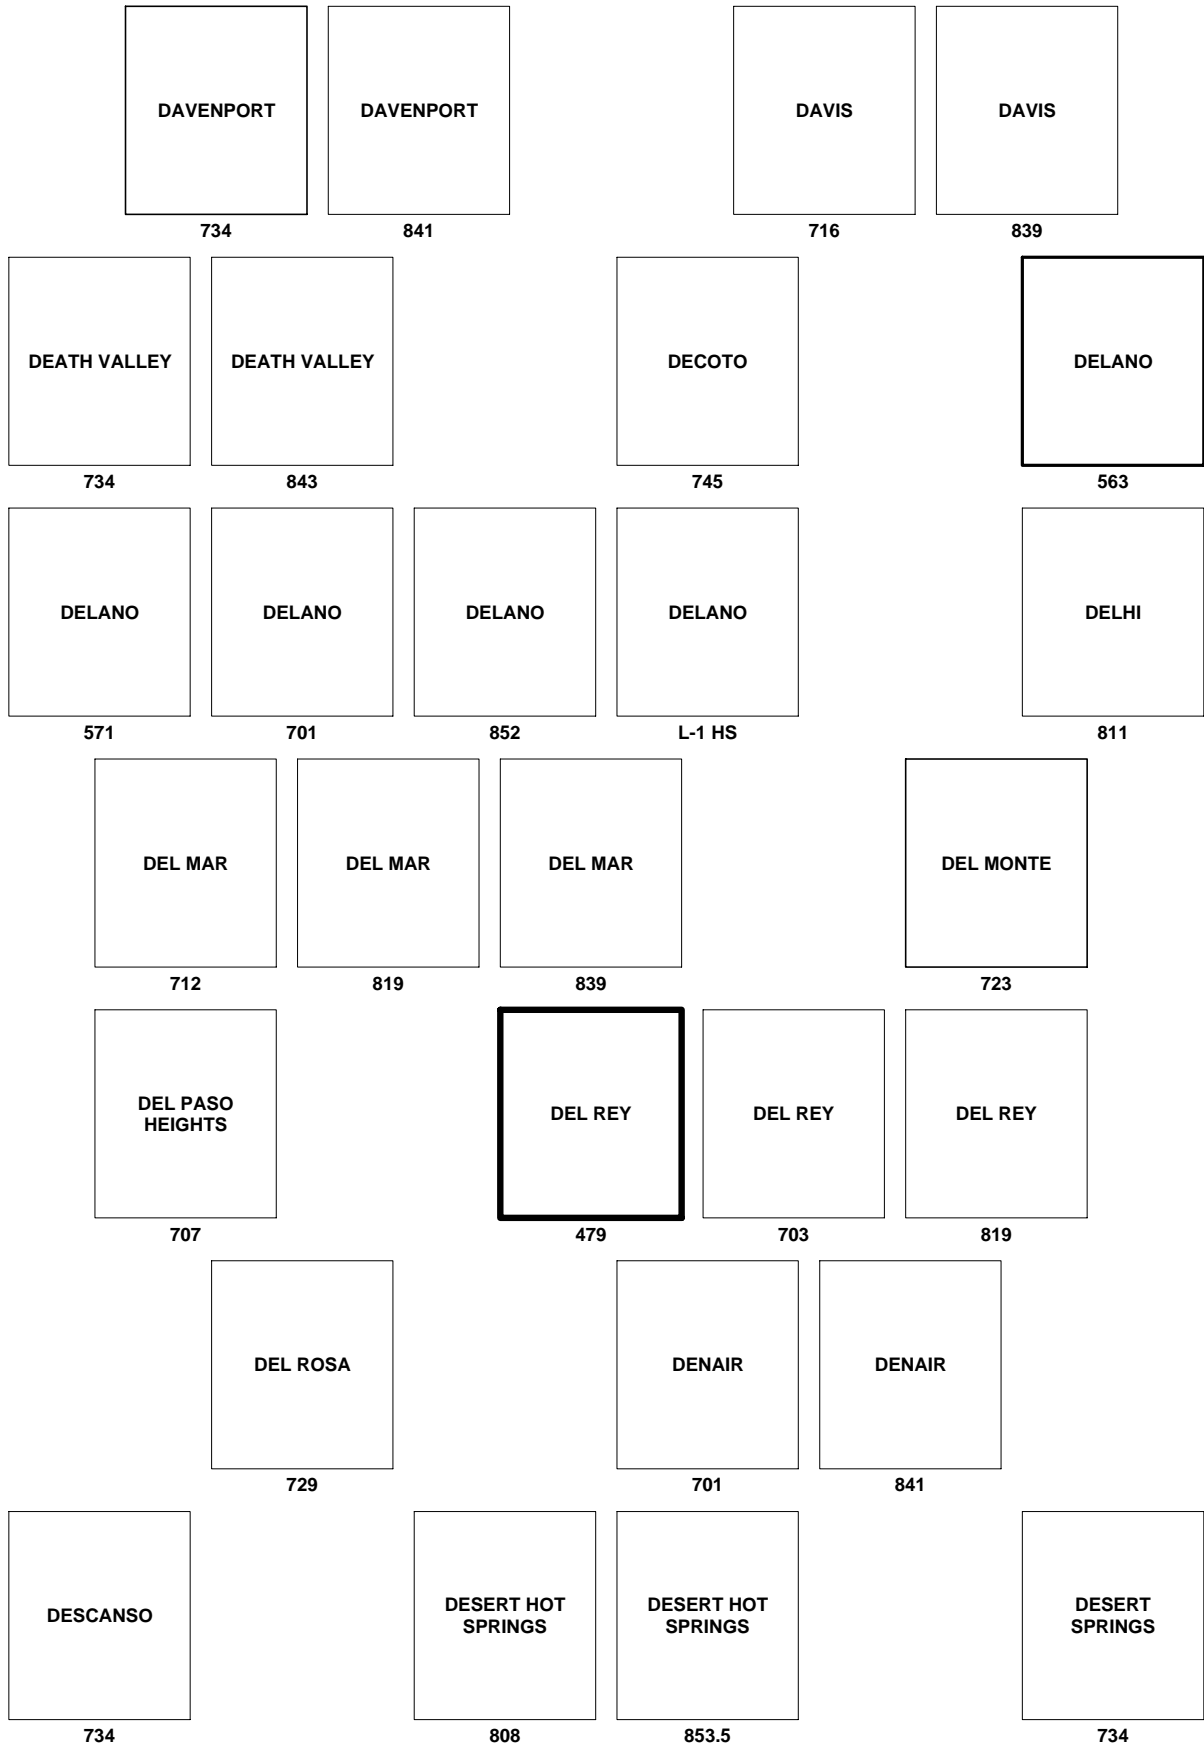 DAVENPORT
734
DAVENPORT
841
DAVIS
716
DAVIS
839
DEATH VALLEY
734
DEATH VALLEY
843
DECOTO
745
DELANO
563
DELANO
571
DELANO
701
DELANO
852
DELANO
L-1 HS
DELHI
811
DEL MAR
712
DEL MAR
819
DEL MAR
839
DEL MONTE
723
DEL PASO
HEIGHTS
707
DEL REY
479
DEL REY
703
DEL REY
819
DEL ROSA
729
DENAIR
701
DENAIR
841
DESCANSO
734
DESERT HOT
SPRINGS
808
DESERT HOT
SPRINGS
853.5
DESERT
SPRINGS
734